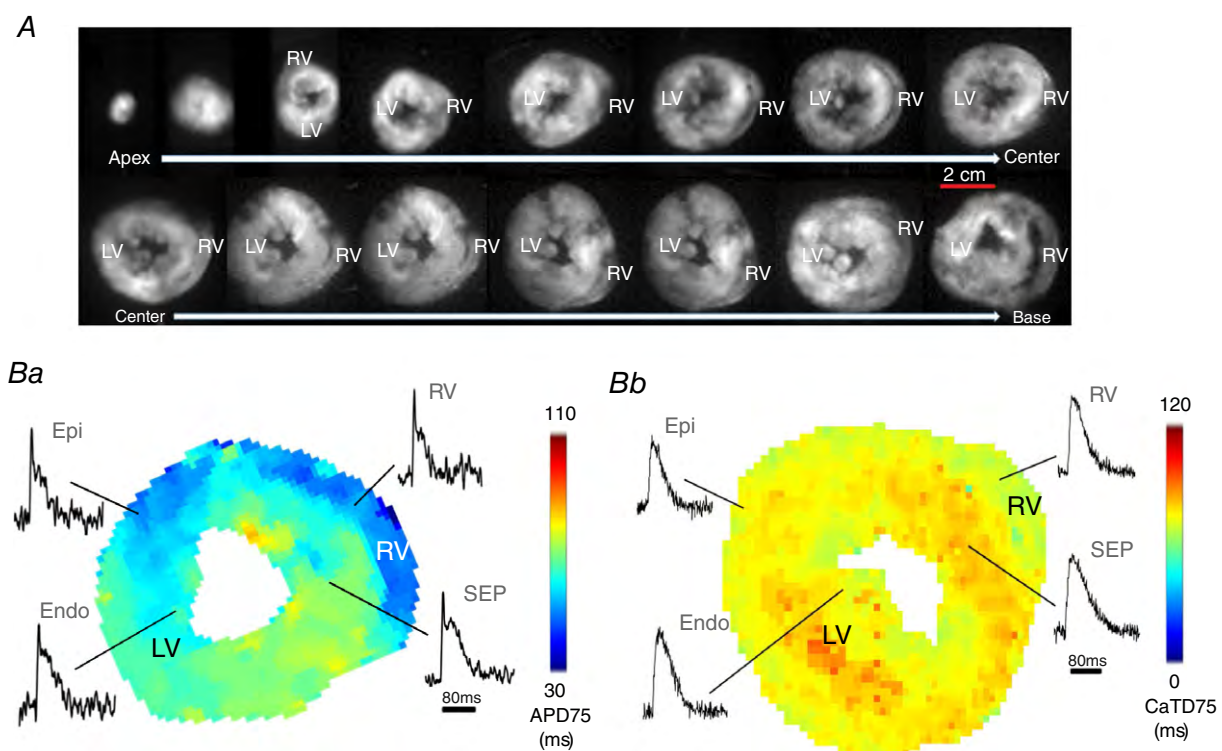 A
RV
LV
LV
RV
LV
RV
LV
RV
LV
RV
LV
RV
Apex
Center
2 cm
LV
RV
LV
RV
LV
RV
LV
RV
LV
RV
LV
RV
LV
RV
Center
Base
Ba
Epi
RV
RV
Endo
LV
SEP
80ms
110
30
APD75
(ms)
Bb
Epi
RV
RV
SEP
Endo
LV
80ms
120
0
CaTD75
(ms)